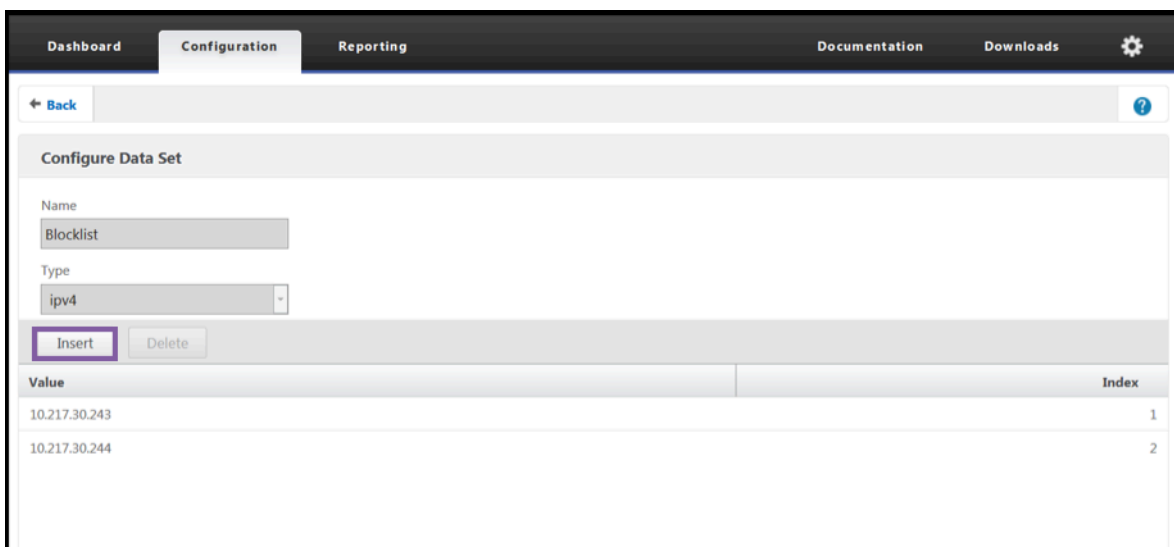 Dashboard Configuration Reporting Documentation Downloads
Back ?
Configure Data Set
Name
Blocklist
Type
ipv4
Insert Delete
Value Index
10.217.30.243 1
10.217.30.244 2